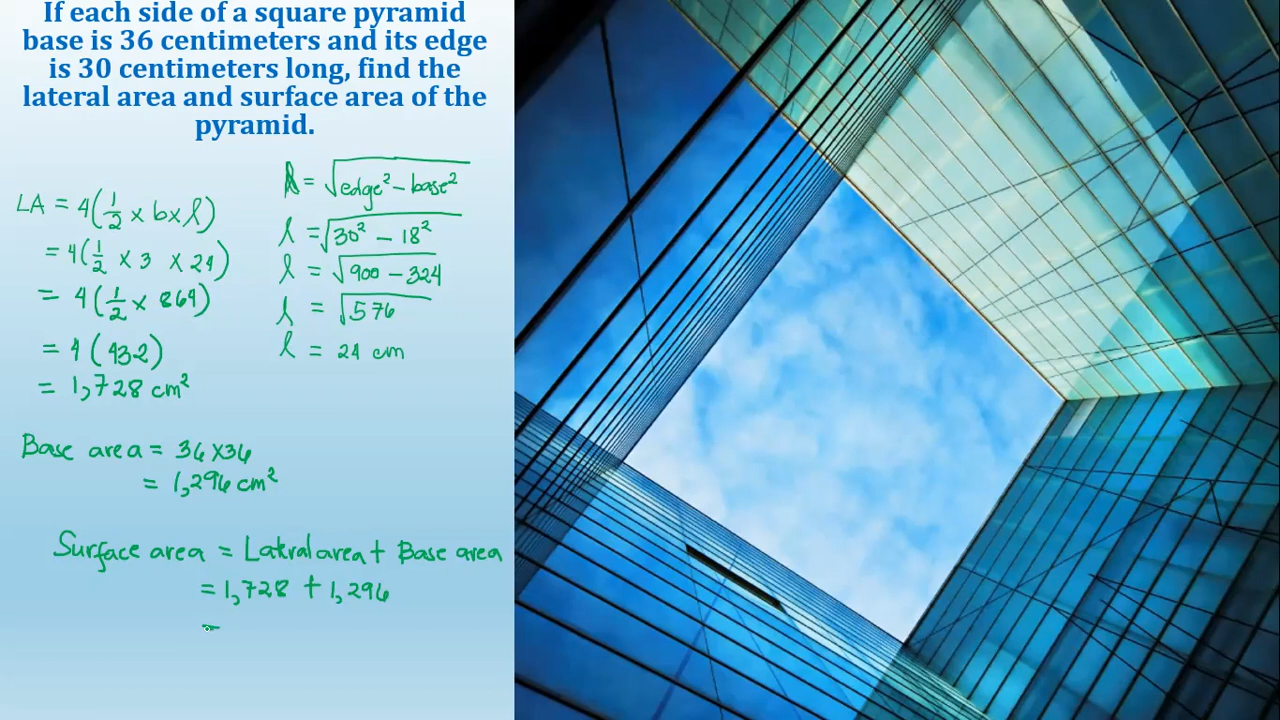 If each side of a square pyramid
base is 36 centimeters and its edge
is 30 centimeters long, find the
lateral area and surface area of the
pyramid.
LA = 4(1/2 x b x l)
= 4(1/2 x 3 x 24)
= 4(1/2 x 864)
= 4(432)
= 1,728 cm²
l = √edge² - base²
l = √30² - 18²
l = √900 - 324
l = √576
l = 24 cm
Base area = 36 x 36
= 1,296 cm²
Surface area = Lateral area + Base area
= 1,728 + 1,296
=